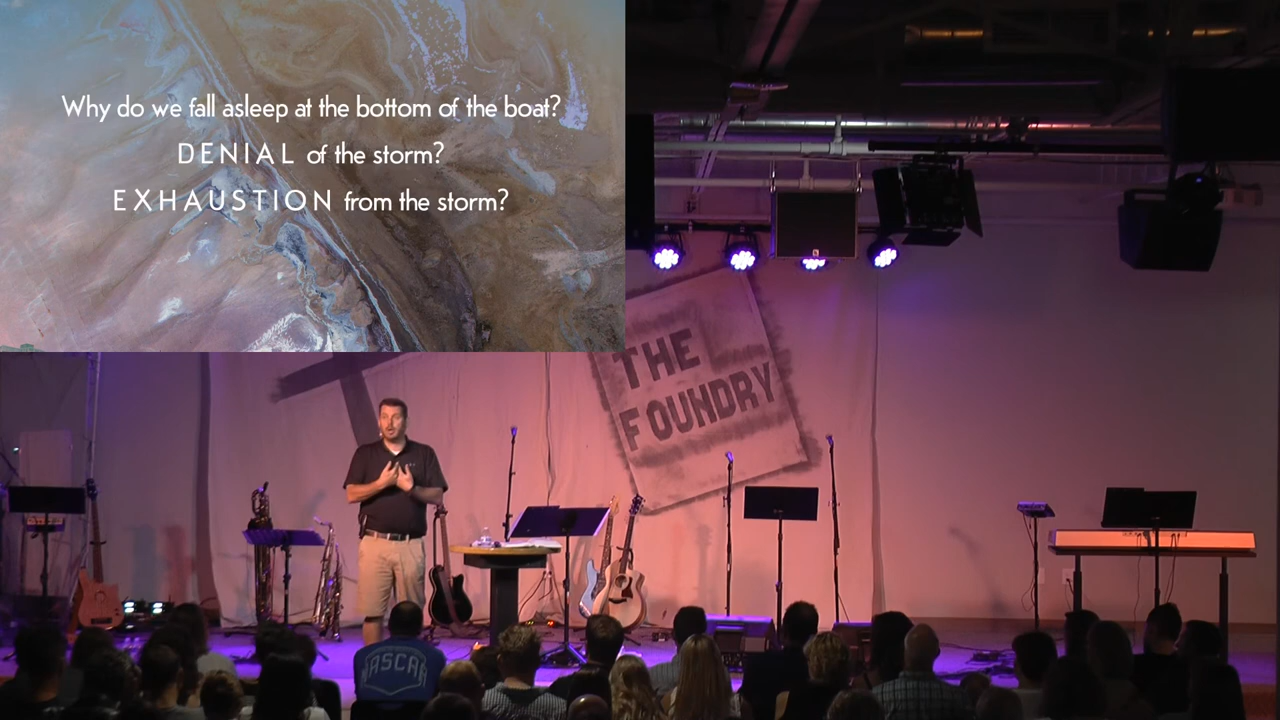 Why do we fall asleep at the bottom of the boat?
DENIAL of the storm?
EXHAUSTION from the storm?
THE
FOUNDRY
NASCAR